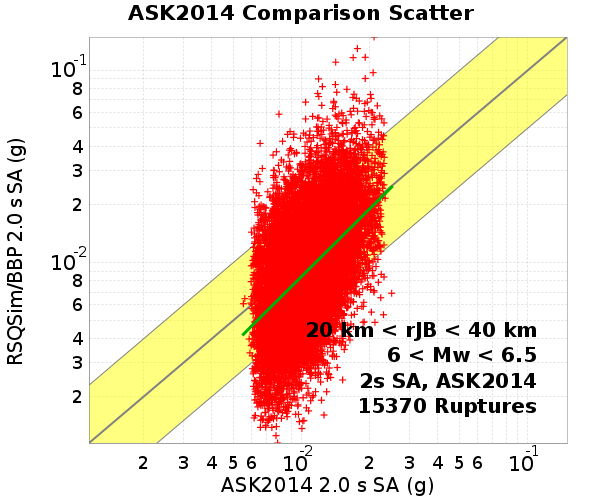 ASK2014 Comparison Scatter
RSQSim/BBP 2.0 s SA (g)
10-1
8
6
4
3
2
10-2
8
6
4
3
2
20 km < rJB < 40 km
6 < Mw < 6.5
2s SA, ASK2014
15370 Ruptures
2 3 4 5 6 10-2 2 3 4 5 6 10-1
ASK2014 2.0 s SA (g)